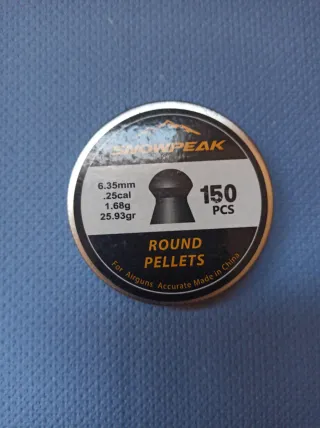 SNOWPEAK
6.35mm
.25cal
1.68g
25.93gr
150
PCS
ROUND
PELLETS
For Airguns Accurate Made in China